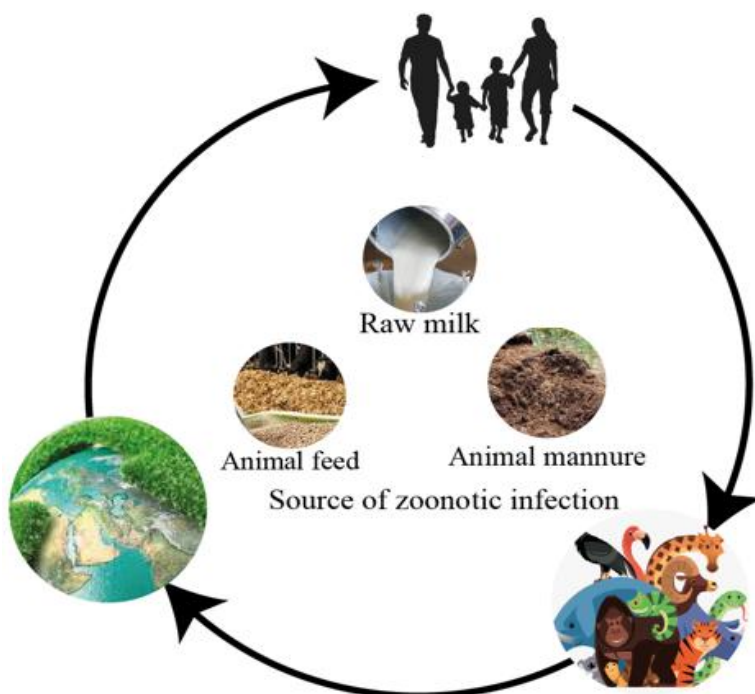 Raw milk
Animal feed
Animal mannure
Source of zoonotic infection